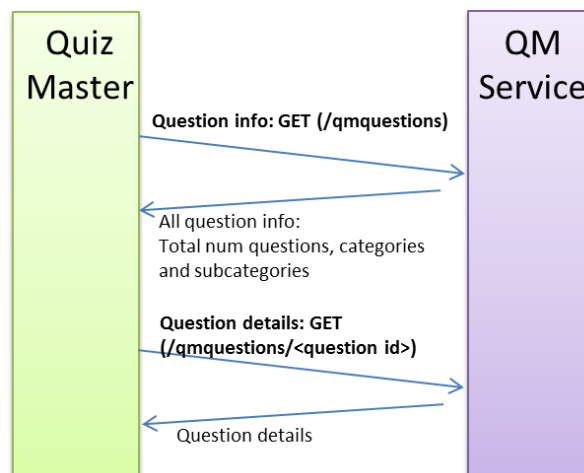 Quiz
Master
QM
Service
Question info: GET (/qmquestions)
All question info:
Total num questions, categories
and subcategories
Question details: GET
(/qmquestions/<question id>)
Question details